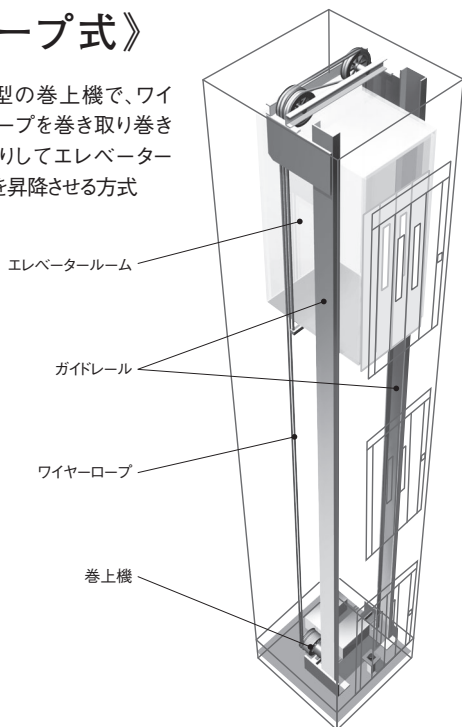 ープ式》
型の巻上機で、ワイ
ープを巻き取り巻き
りしてエレベーター
を昇降させる方式
エレベータールーム
ガイドレール
ワイヤーロープ
巻上機